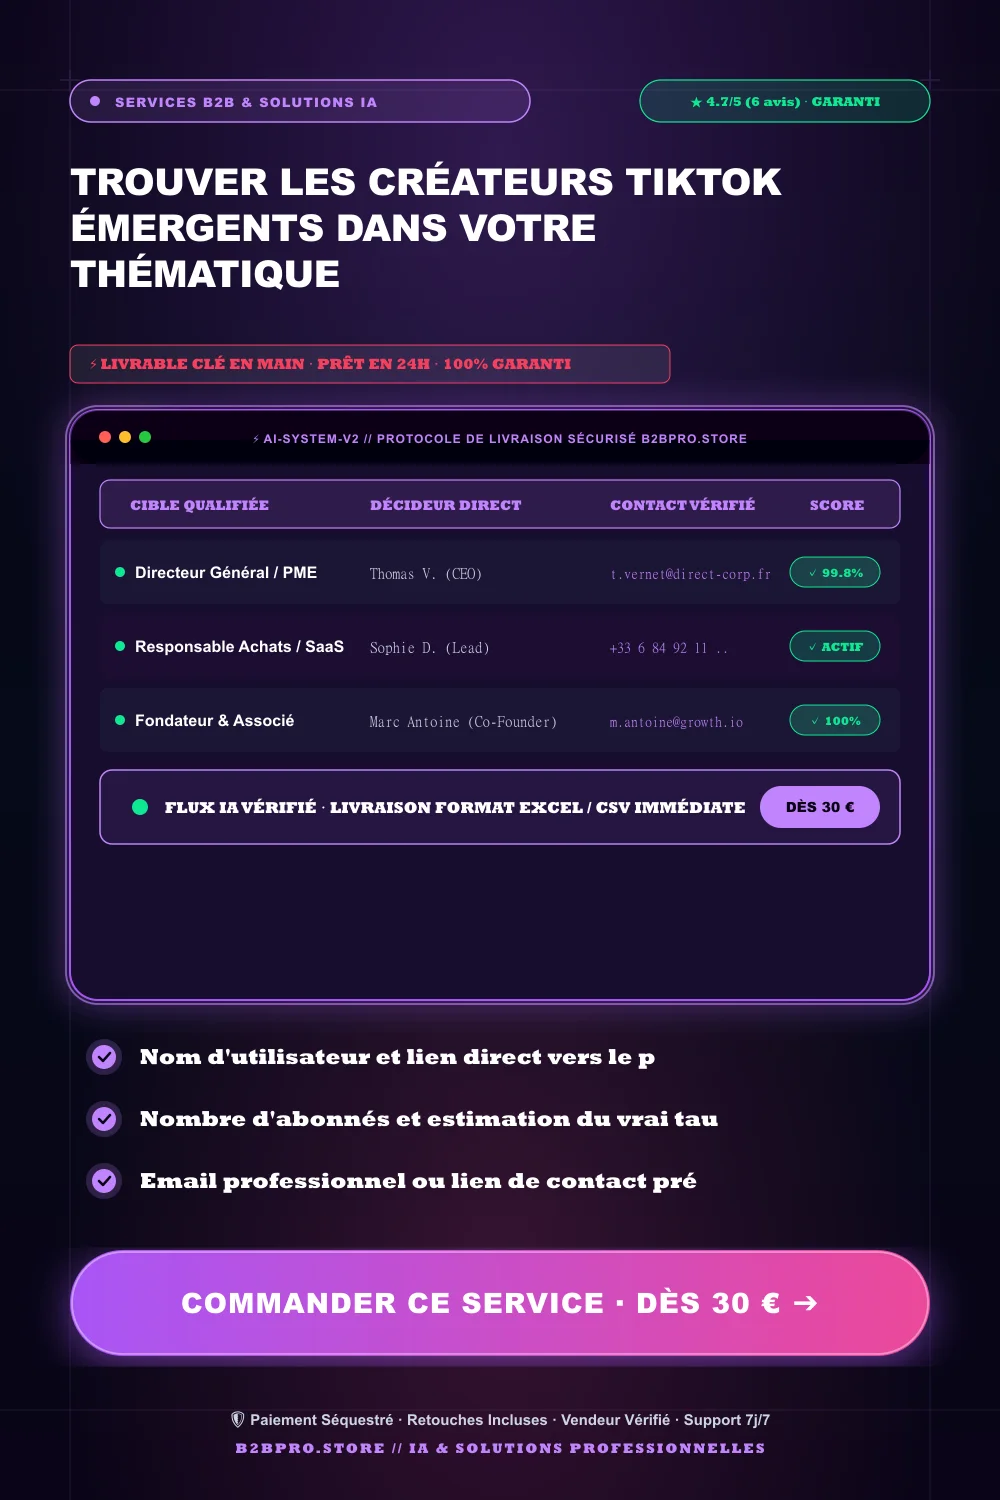 SERVICES B2B & SOLUTIONS IA
★ 4.7/5 (6 avis) · GARANTI
TROUVER LES CRÉATEURS TIKTOK
ÉMERGENTS DANS VOTRE
THÉMATIQUE
⚡ LIVRABLE CLÉ EN MAIN · PRÊT EN 24H · 100% GARANTI
⚡ AI-SYSTEM-V2 // PROTOCOLE DE LIVRAISON SÉCURISÉ B2BPRO.STORE
CIBLE QUALIFIÉE DÉCIDEUR DIRECT CONTACT VÉRIFIÉ SCORE
Directeur Général / PME Thomas V. (CEO) t.vernet@direct-corp.fr ✓ 99.8%
Responsable Achats / SaaS Sophie D. (Lead) +33 6 84 92 11 .. ✓ ACTIF
Fondateur & Associé Marc Antoine (Co-Founder) m.antoine@growth.io ✓ 100%
FLUX IA VÉRIFIÉ · LIVRAISON FORMAT EXCEL / CSV IMMÉDIATE DÈS 30 €
Nom d'utilisateur et lien direct vers le p
Nombre d'abonnés et estimation du vrai tau
Email professionnel ou lien de contact pré
COMMANDER CE SERVICE · DÈS 30 € →
🛡 Paiement Séquestré · Retouches Incluses · Vendeur Vérifié · Support 7j/7
B2BPRO.STORE // IA & SOLUTIONS PROFESSIONNELLES